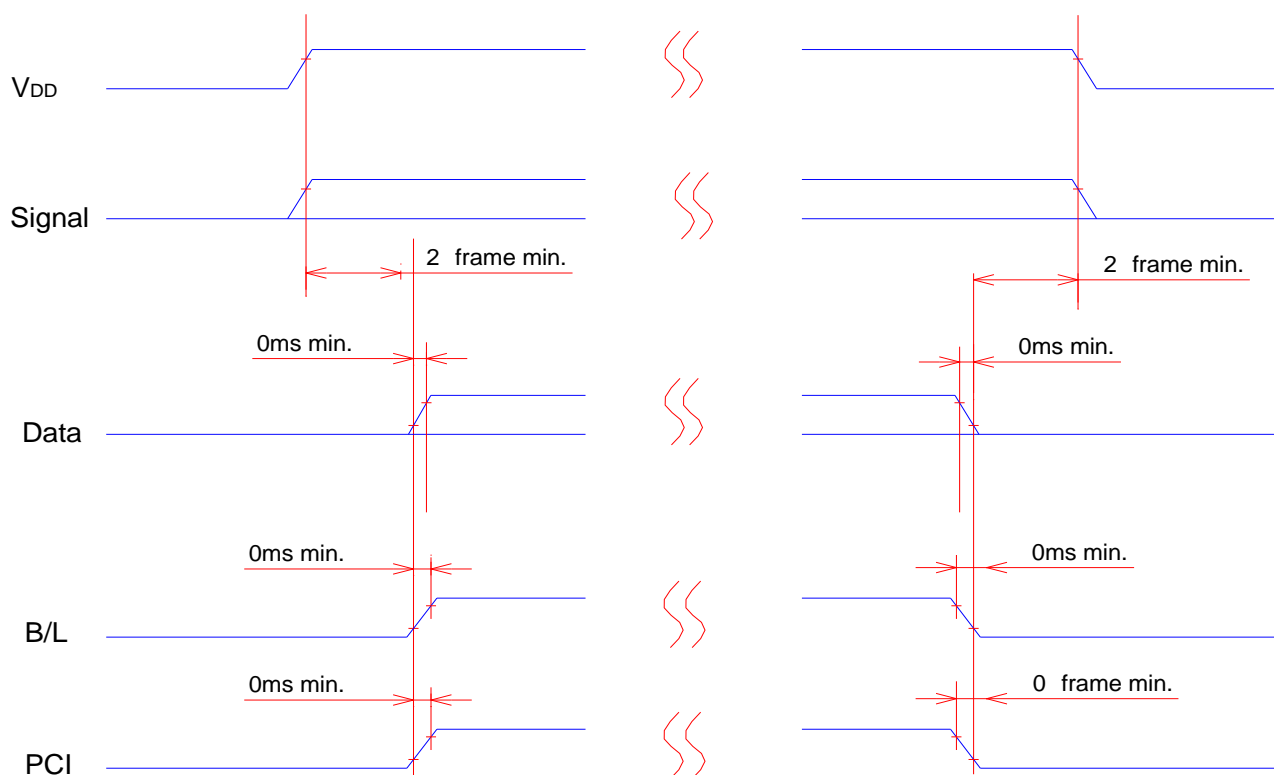 VDD
Signal
2 frame min.
2 frame min.
0ms min.
0ms min.
Data
0ms min.
0ms min.
B/L
0ms min.
0 frame min.
PCI